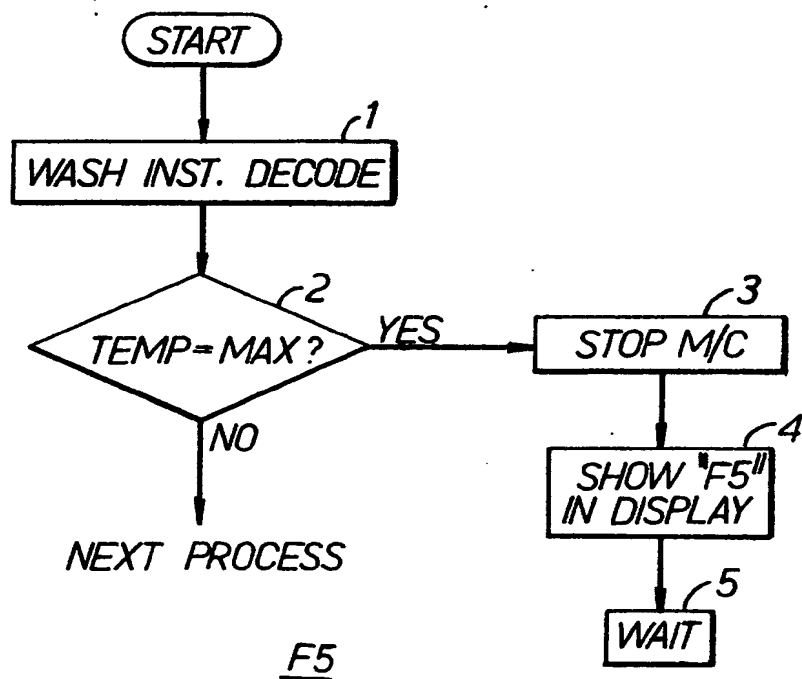 START
1
WASH INST. DECODE
2
TEMP=MAX?
YES
3
STOP M/C
NO
4
SHOW "F5"
IN DISPLAY
NEXT PROCESS
5
WAIT
F5